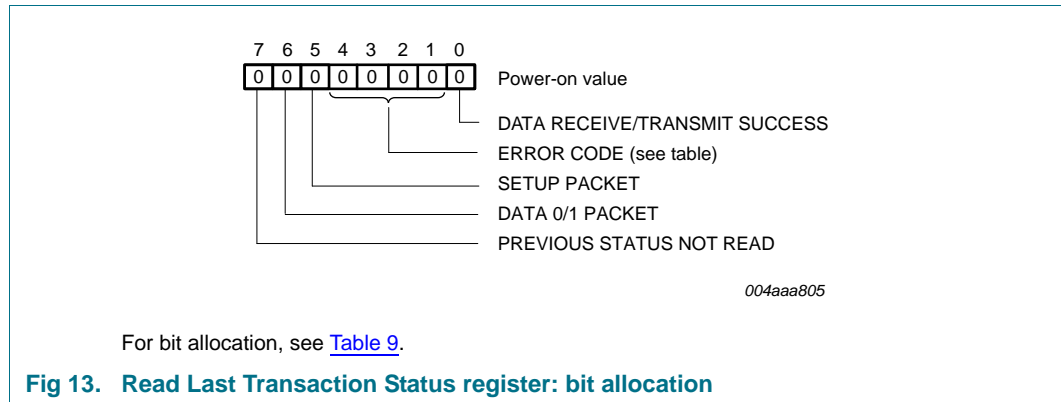 7 6 5 4 3 2 1 0
0 0 0 0 0 0 0 0 Power-on value
DATA RECEIVE/TRANSMIT SUCCESS
ERROR CODE (see table)
SETUP PACKET
DATA 0/1 PACKET
PREVIOUS STATUS NOT READ
004aaa805
For bit allocation, see Table 9.
Fig 13. Read Last Transaction Status register: bit allocation